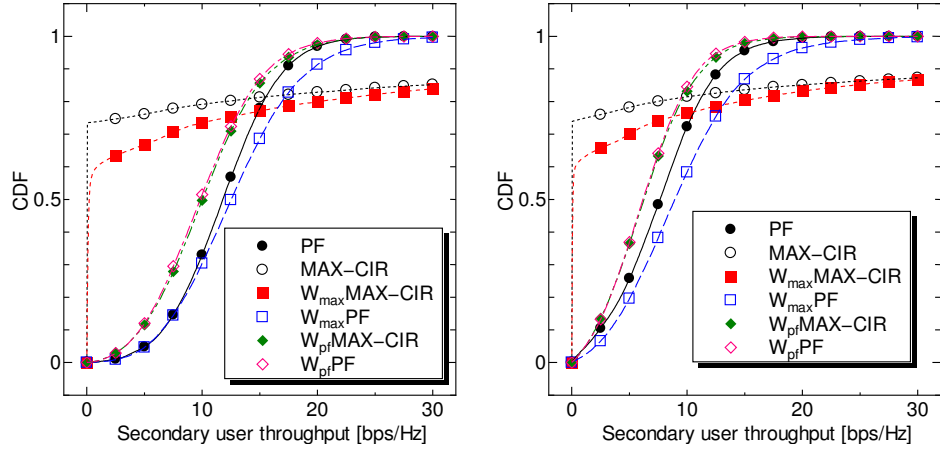 1
0.5
0
CDF
0 10 20 30
Secondary user throughput [bps/Hz]
PF
MAX−CIR
WmaxMAX−CIR
WmaxPF
WpfMAX−CIR
WpfPF
1
0.5
0
CDF
0 10 20 30
Secondary user throughput [bps/Hz]
PF
MAX−CIR
WmaxMAX−CIR
WmaxPF
WpfMAX−CIR
WpfPF